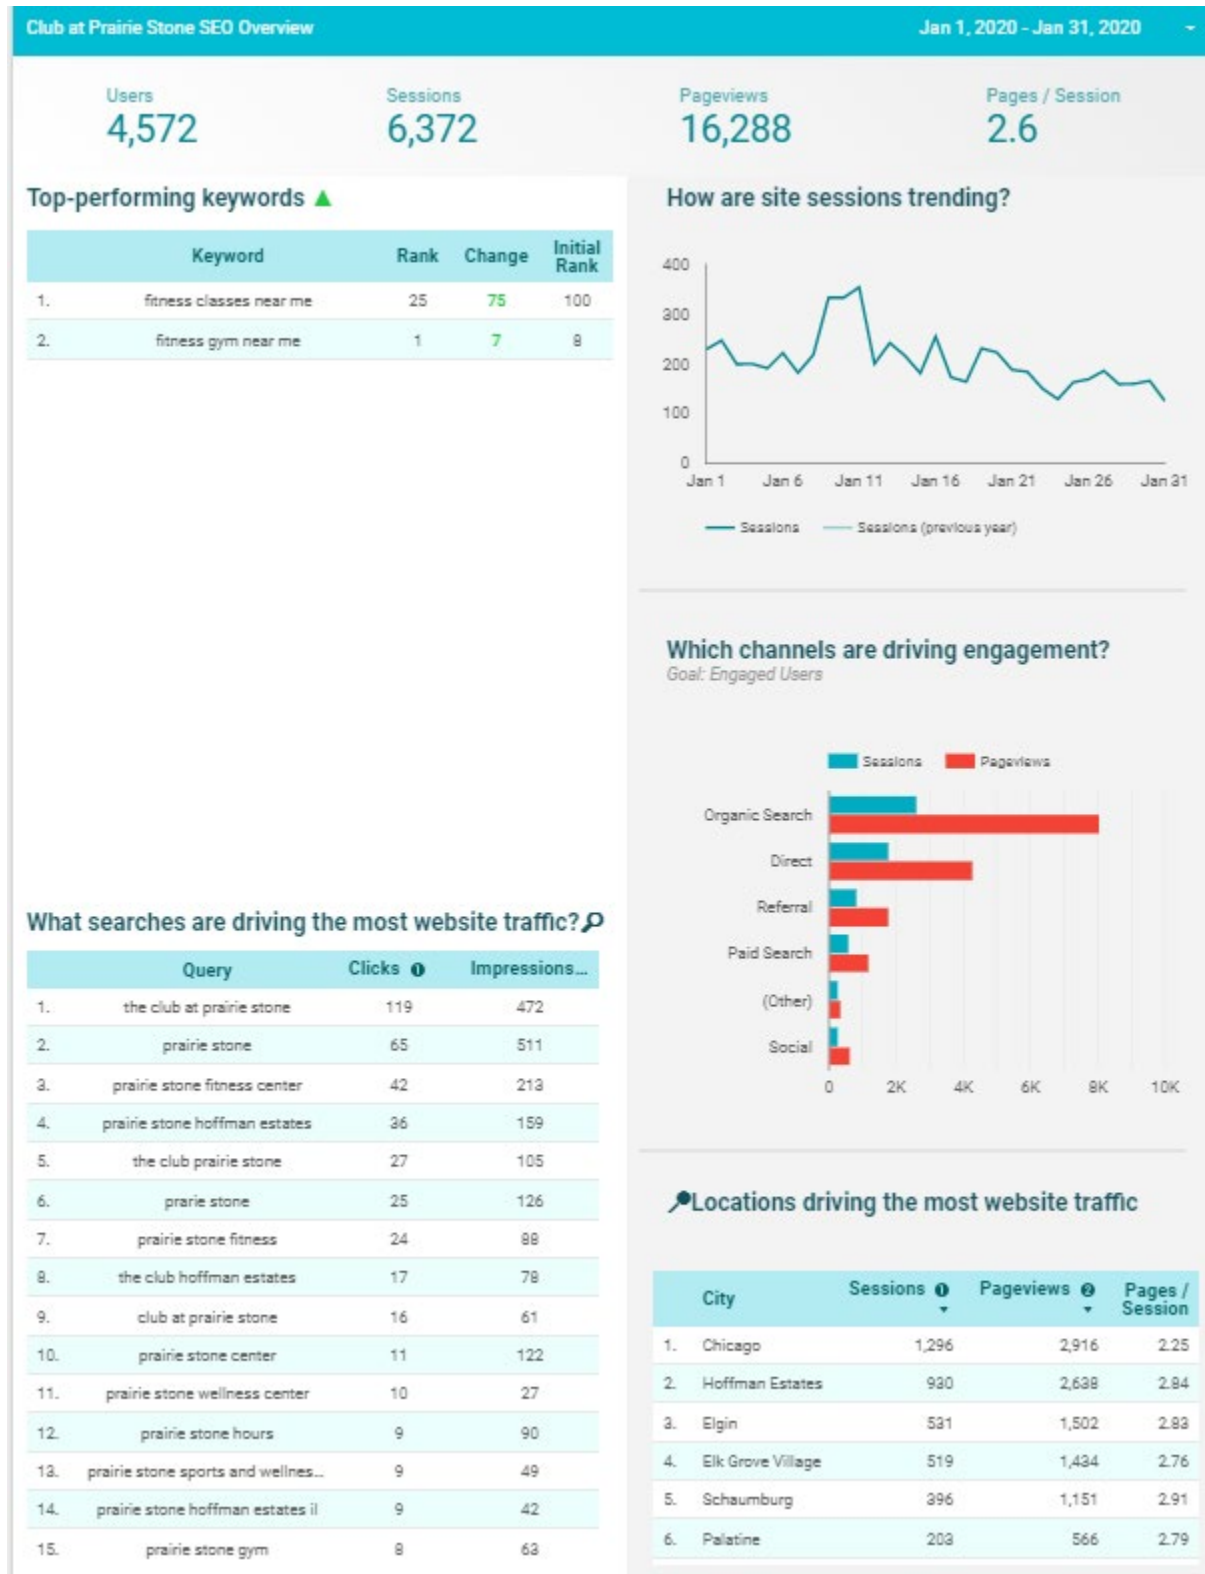 Club at Prairie Stone SEO Overview
Jan 1, 2020 - Jan 31, 2020
Users
4,572
Sessions
6,372
Pageviews
16,288
Pages / Session
2.6
Top-performing keywords
Keyword Rank Change Initial Rank
1. fitness classes near me 25 75 100
2. fitness gym near me 1 7 8
What searches are driving the most website traffic?
Query Clicks 1 Impressions...
1. the club at prairie stone 119 472
2. prairie stone 65 511
3. prairie stone fitness center 42 213
4. prairie stone hoffman estates 36 159
5. the club prairie stone 27 105
6. prarie stone 25 126
7. prairie stone fitness 24 88
8. the club hoffman estates 17 78
9. club at prairie stone 16 61
10. prairie stone center 11 122
11. prairie stone wellness center 10 27
12. prairie stone hours 9 90
13. prairie stone sports and wellnes... 9 49
14. prairie stone hoffman estates il 9 42
15. prairie stone gym 8 63
How are site sessions trending?
400
300
200
100
0
Jan 1 Jan 6 Jan 11 Jan 16 Jan 21 Jan 26 Jan 31
Sessions Sessions (previous year)
Which channels are driving engagement?
Goal: Engaged Users
Sessions Pageviews
Organic Search
Direct
Referral
Paid Search
(Other)
Social
0 2K 4K 6K 8K 10K
Locations driving the most website traffic
City Sessions 1 Pageviews 2 Pages / Session
1. Chicago 1,296 2,916 2.25
2. Hoffman Estates 930 2,638 2.84
3. Elgin 531 1,502 2.83
4. Elk Grove Village 519 1,434 2.76
5. Schaumburg 396 1,151 2.91
6. Palatine 203 566 2.79